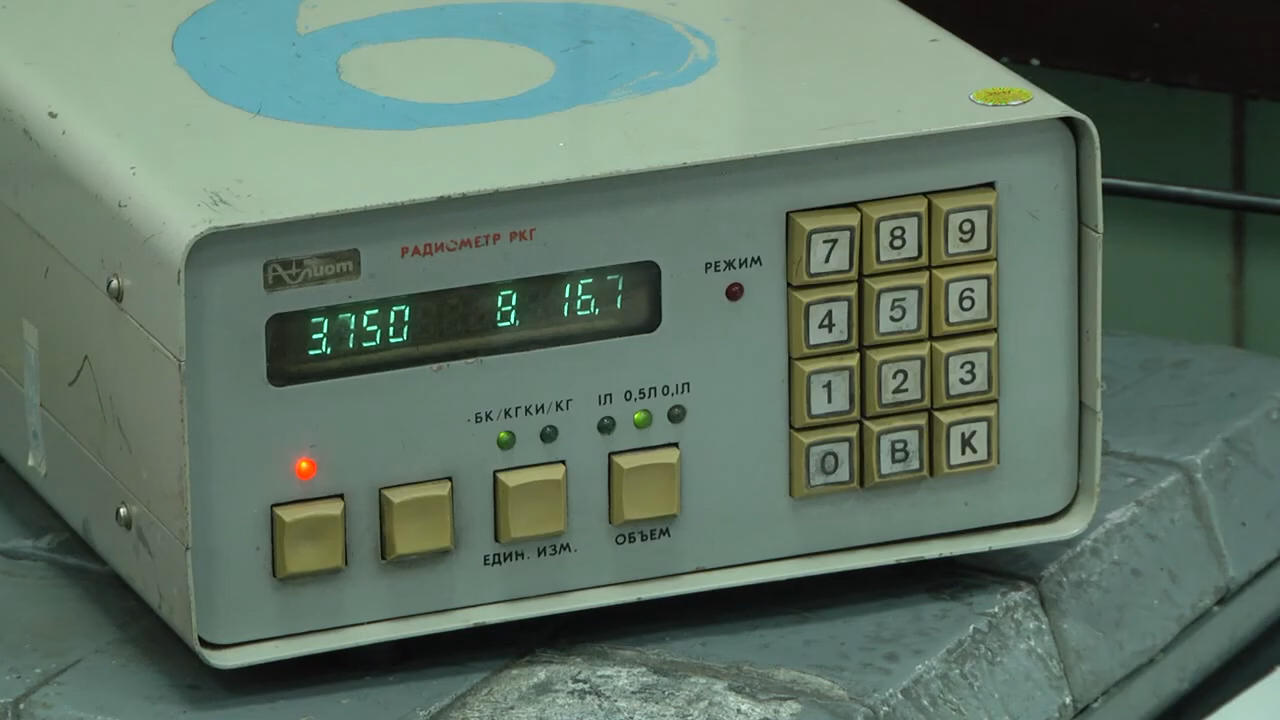 6
Алиот
РАДИОМЕТР РКГ
3.750 8. 16.7
РЕЖИМ
7 8 9
4 5 6
1 2 3
0 B K
БК/КГ КИ/КГ
1Л 0,5Л 0,1Л
ЕДИН. ИЗМ.
ОБЪЕМ